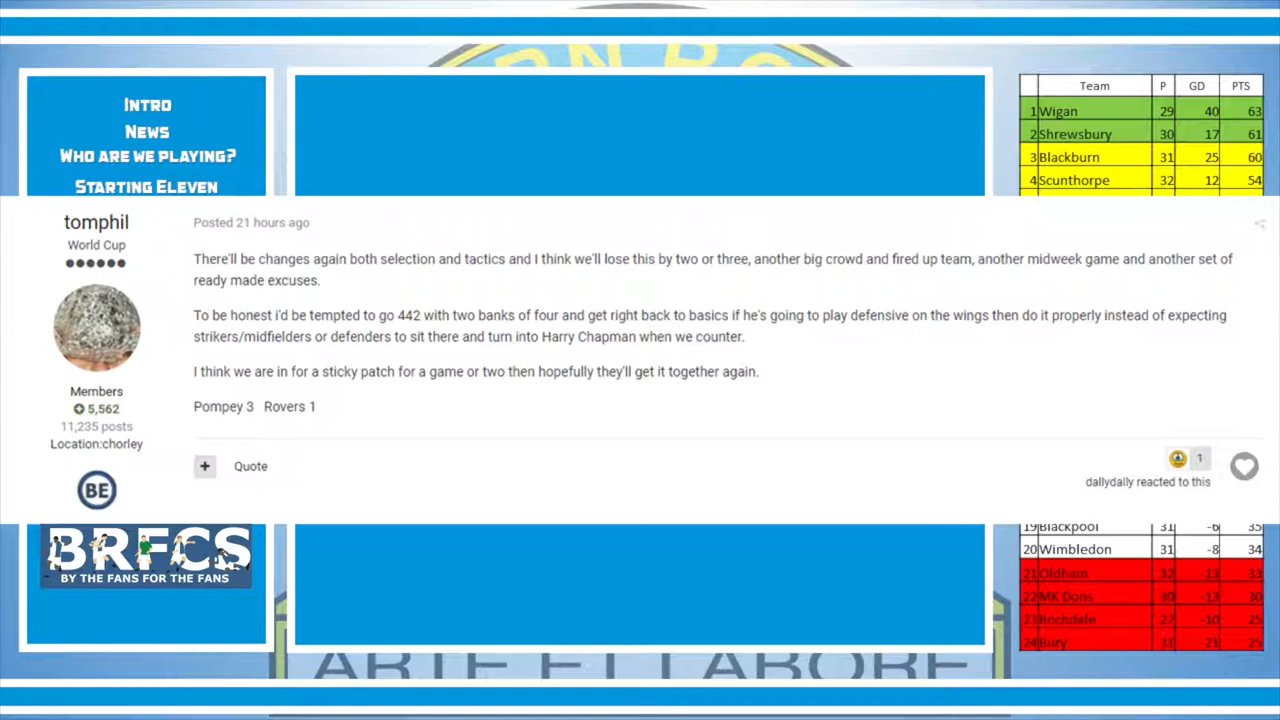 INTRO
NEWS
WHO ARE WE PLAYING?
STARTING ELEVEN
Team P GD PTS
1 Wigan 29 40 63
2 Shrewsbury 30 17 61
3 Blackburn 31 25 60
4 Scunthorpe 32 12 54
tomphil
World Cup
Members
5,562
11,235 posts
Location:chorley
BE
Posted 21 hours ago
There'll be changes again both selection and tactics and I think we'll lose this by two or three, another big crowd and fired up team, another midweek game and another set of
ready made excuses.
To be honest i'd be tempted to go 442 with two banks of four and get right back to basics if he's going to play defensive on the wings then do it properly instead of expecting
strikers/midfielders or defenders to sit there and turn into Harry Chapman when we counter.
I think we are in for a sticky patch for a game or two then hopefully they'll get it together again.
Pompey 3 Rovers 1
+ Quote
1
dallydally reacted to this
BRFCS
BY THE FANS FOR THE FANS
19 Blackpool 31 -6 35
20 Wimbledon 31 -8 34
21 Oldham 32 -13 33
22 MK Dons 30 -13 30
23 Rochdale 27 -10 25
24 Bury 31 -21 25
ARTE ET LABORE